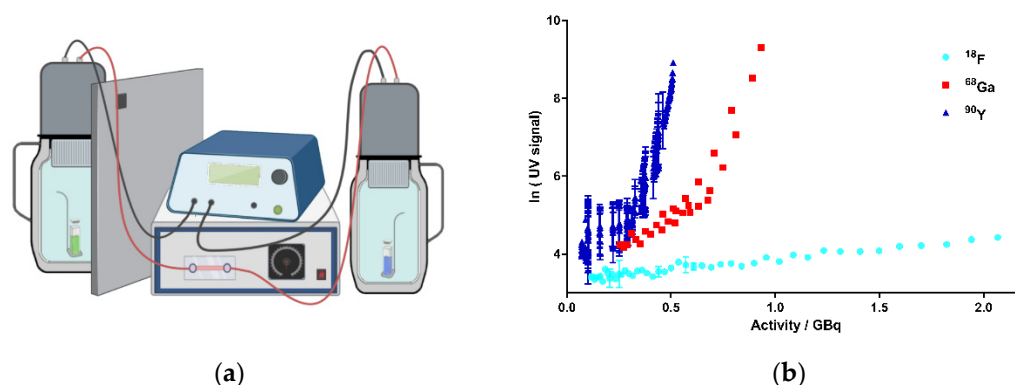 10
8
6
4
ln ( UV signal)
¹⁸F
⁶⁸Ga
⁹⁰Y
0.0 0.5 1.0 1.5 2.0
Activity / GBq
(a) (b)